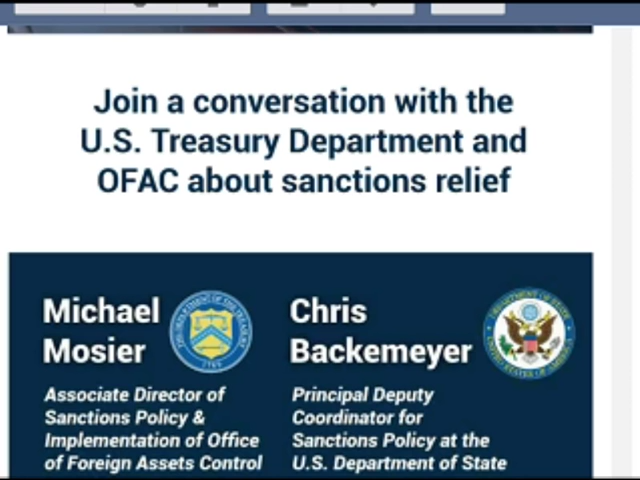 Join a conversation with the
U.S. Treasury Department and
OFAC about sanctions relief
Michael
Mosier
Associate Director of
Sanctions Policy &
Implementation of Office
of Foreign Assets Control
Chris
Backemeyer
Principal Deputy
Coordinator for
Sanctions Policy at the
U.S. Department of State